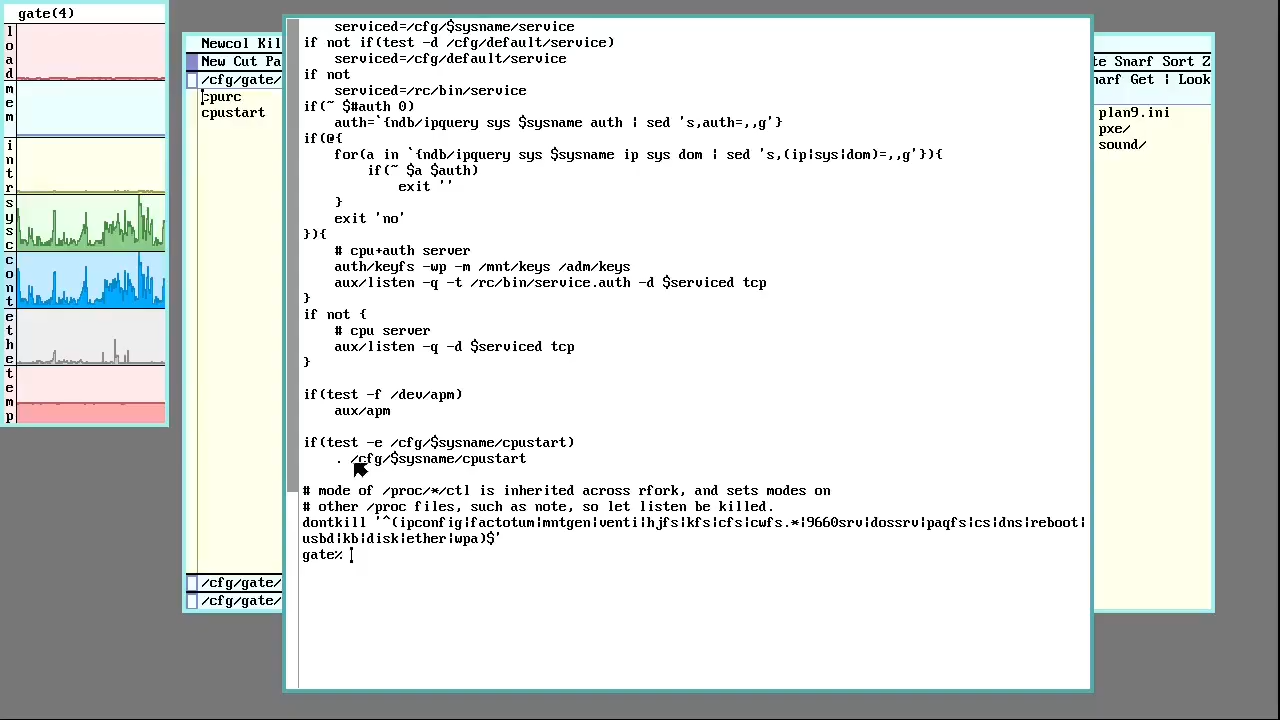 gate(4)
load
mem
intr
sysc
cont
ethe
temp
Newcol Kil
New Cut Pa
/cfg/gate/
cpurc
cpustart
/cfg/gate/
/cfg/gate/
serviced=/cfg/$sysname/service
if not if(test -d /cfg/default/service)
serviced=/cfg/default/service
if not
serviced=/rc/bin/service
if(~ $#auth 0)
auth=`{ndb/ipquery sys $sysname auth | sed 's,auth=,,g'}
if(@{
for(a in `{ndb/ipquery sys $sysname ip sys dom | sed 's,(ip|sys|dom)=,,g'}){
if(~ $a $auth)
exit ''
}
exit 'no'
}){
# cpu+auth server
auth/keyfs -wp -m /mnt/keys /adm/keys
aux/listen -q -t /rc/bin/service.auth -d $serviced tcp
}
if not {
# cpu server
aux/listen -q -d $serviced tcp
}
if(test -f /dev/apm)
aux/apm
if(test -e /cfg/$sysname/cpustart)
. /cfg/$sysname/cpustart
# mode of /proc/*/ctl is inherited across rfork, and sets modes on
# other /proc files, such as note, so let listen be killed.
dontkill '^(ipconfig|factotum|mntgen|venti|hjfs|kfs|cfs|cwfs.*|9660srv|dossrv|paqfs|cs|dns|reboot|
usbd|kb|disk|ether|wpa)$'
gate%
te Snarf Sort Z
narf Get | Look
plan9.ini
pxe/
sound/